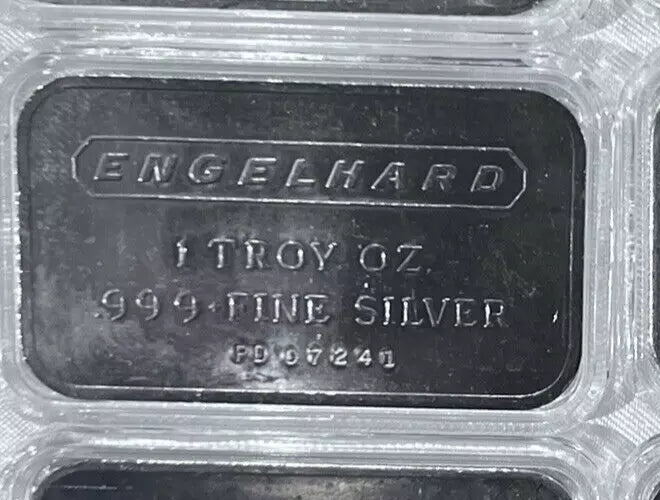 ENGELHARD
1 TROY OZ.
.999+FINE SILVER
PD 07241